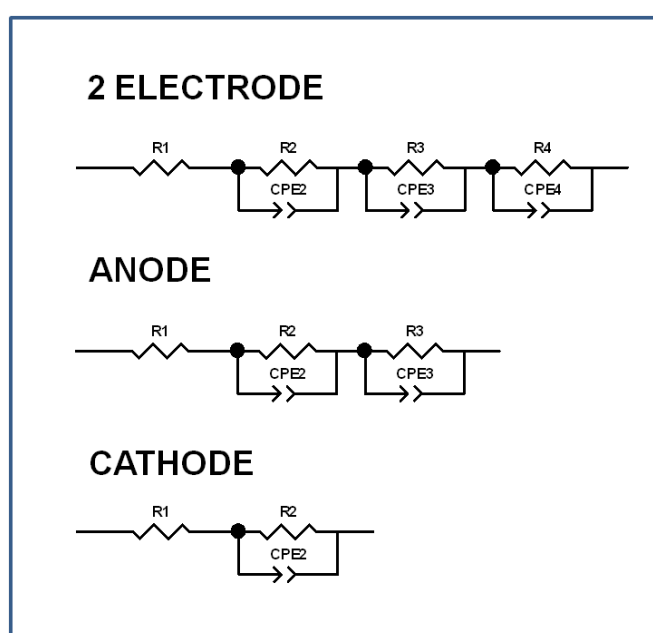 2 ELECTRODE
R1 R2 R3 R4
CPE2 CPE3 CPE4
ANODE
R1 R2 R3
CPE2 CPE3
CATHODE
R1 R2
CPE2